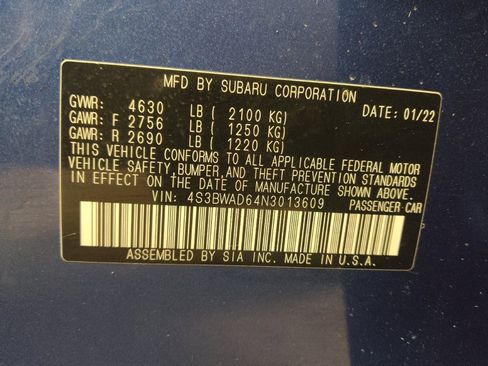 MFD BY SUBARU CORPORATION
GVWR: 4630 LB ( 2100 KG) DATE: 01/22
GAWR: F 2756 LB ( 1250 KG)
GAWR: R 2690 LB ( 1220 KG)
THIS VEHICLE CONFORMS TO ALL APPLICABLE FEDERAL MOTOR
VEHICLE SAFETY, BUMPER, AND THEFT PREVENTION STANDARDS
IN EFFECT ON THE DATE OF MANUFACTURE SHOWN ABOVE.
VIN: 4S3BWAD64N3013609 PASSENGER CAR
ASSEMBLED BY SIA INC. MADE IN U.S.A.